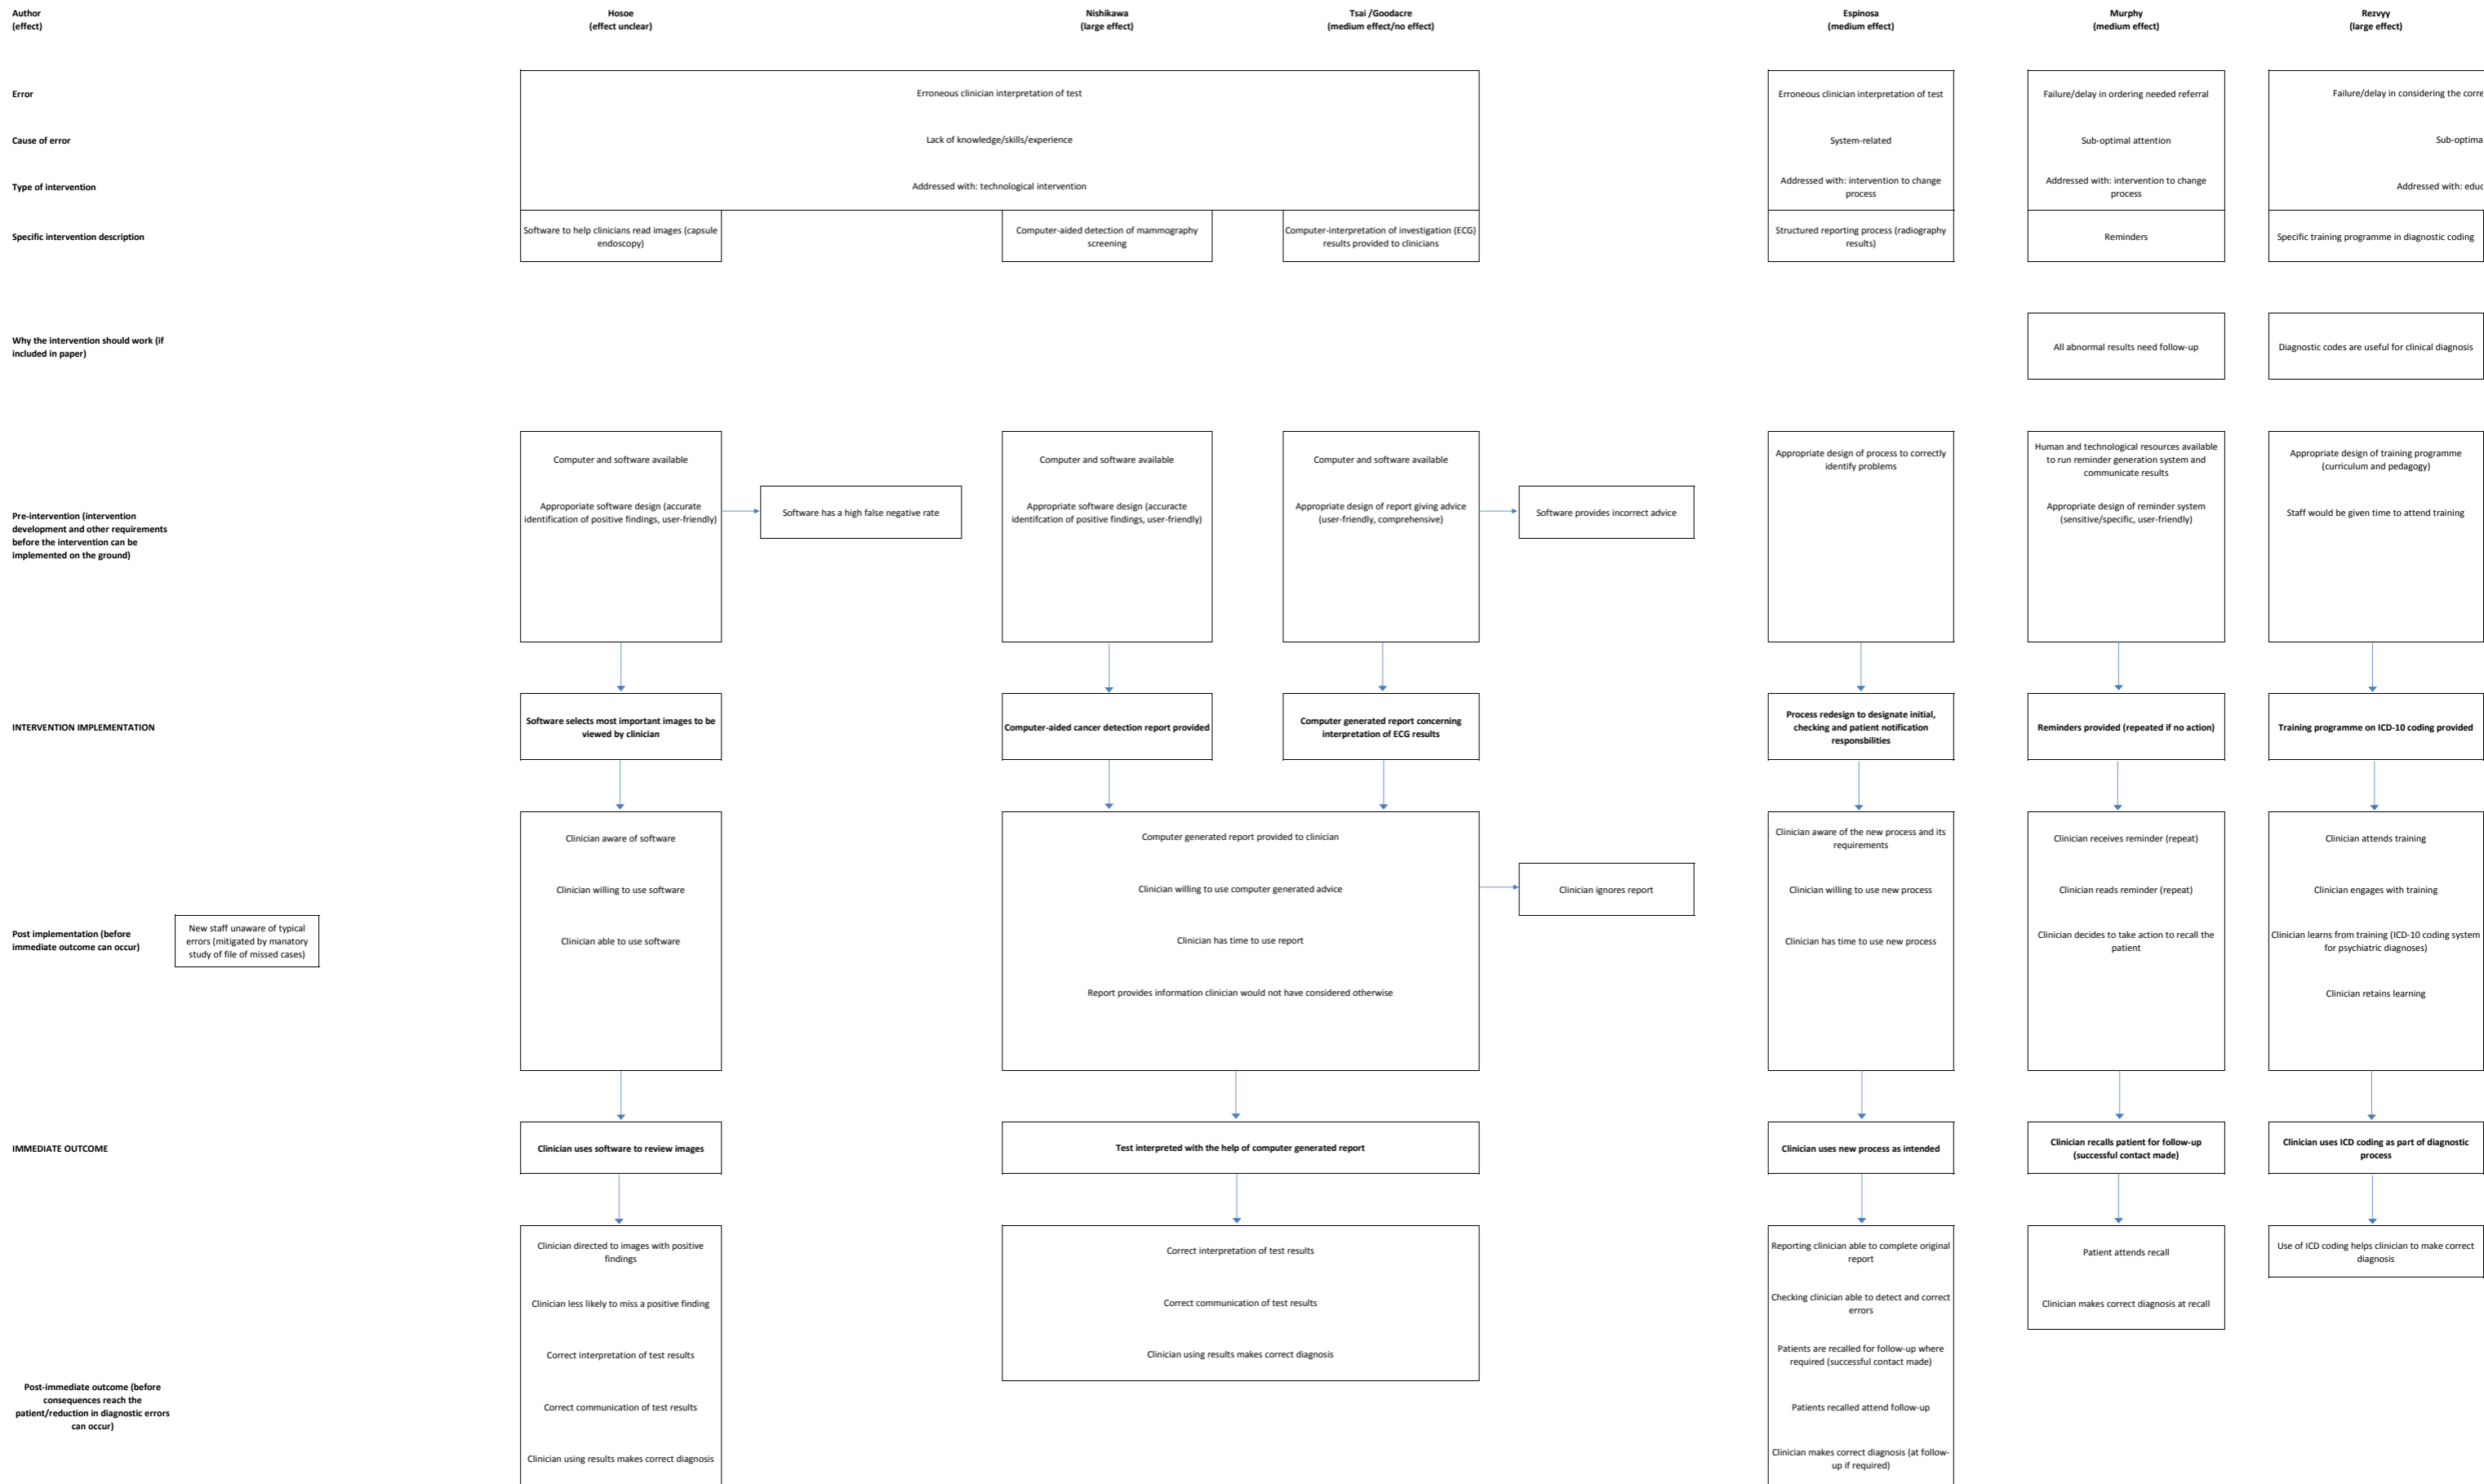 Author
(effect)
Hosoe
(effect unclear)
Nishikawa
(large effect)
Tsai /Goodacre
(medium effect/no effect)
Espinosa
(medium effect)
Murphy
(medium effect)
Rezvyy
(large effect)
Error
Erroneous clinician interpretation of test
Erroneous clinician interpretation of test
Failure/delay in ordering needed referral
Failure/delay in considering the corre
Cause of error
Lack of knowledge/skills/experience
System-related
Sub-optimal attention
Sub-optima
Type of intervention
Addressed with: technological intervention
Addressed with: intervention to change
process
Addressed with: intervention to change
process
Addressed with: educ
Specific intervention description
Software to help clinicians read images (capsule
endoscopy)
Computer-aided detection of mammography
screening
Computer-interpretation of investigation (ECG)
results provided to clinicians
Structured reporting process (radiography
results)
Reminders
Specific training programme in diagnostic coding
Why the intervention should work (if
included in paper)
All abnormal results need follow-up
Diagnostic codes are useful for clinical diagnosis
Pre-intervention (intervention
development and other requirements
before the intervention can be
implemented on the ground)
Computer and software available
Approporiate software design (accurate
identification of positive findings, user-friendly)
Software has a high false negative rate
Computer and software available
Appropriate software design (accuracte
identifcation of positive findings, user-friendly)
Computer and software available
Appropriate design of report giving advice
(user-friendly, comprehensive)
Software provides incorrect advice
Appropriate design of process to correctly
identify problems
Human and technological resources available
to run reminder generation system and
communicate results
Appropriate design of reminder system
(sensitive/specific, user-friendly)
Appropriate design of training programme
(curriculum and pedagogy)
Staff would be given time to attend training
INTERVENTION IMPLEMENTATION
Software selects most important images to be
viewed by clinician
Computer-aided cancer detection report provided
Computer generated report concerning
interpretation of ECG results
Process redesign to designate initial,
checking and patient notification
responsbilities
Reminders provided (repeated if no action)
Training programme on ICD-10 coding provided
Post implementation (before
immediate outcome can occur)
New staff unaware of typical
errors (mitigated by manatory
study of file of missed cases)
Clinician aware of software
Clinician willing to use software
Clinician able to use software
Computer generated report provided to clinician
Clinician willing to use computer generated advice
Clinician has time to use report
Report provides information clinician would not have considered otherwise
Clinician ignores report
Clinician aware of the new process and its
requirements
Clinician willing to use new process
Clinician has time to use new process
Clinician receives reminder (repeat)
Clinician reads reminder (repeat)
Clinician decides to take action to recall the
patient
Clinician attends training
Clinician engages with training
Clinician learns from training (ICD-10 coding system
for psychiatric diagnoses)
Clinician retains learning
IMMEDIATE OUTCOME
Clinician uses software to review images
Test interpreted with the help of computer generated report
Clinician uses new process as intended
Clinician recalls patient for follow-up
(successful contact made)
Clinician uses ICD coding as part of diagnostic
process
Post-immediate outcome (before
consequences reach the
patient/reduction in diagnostic errors
can occur)
Clinician directed to images with positive
findings
Clinician less likely to miss a positive finding
Correct interpretation of test results
Correct communication of test results
Clinician using results makes correct diagnosis
Correct interpretation of test results
Correct communication of test results
Clinician using results makes correct diagnosis
Reporting clinician able to complete original
report
Checking clinician able to detect and correct
errors
Patients are recalled for follow-up where
required (successful contact made)
Patients recalled attend follow-up
Clinician makes correct diagnosis (at follow-
up if required)
Patient attends recall
Clinician makes correct diagnosis at recall
Use of ICD coding helps clinician to make correct
diagnosis